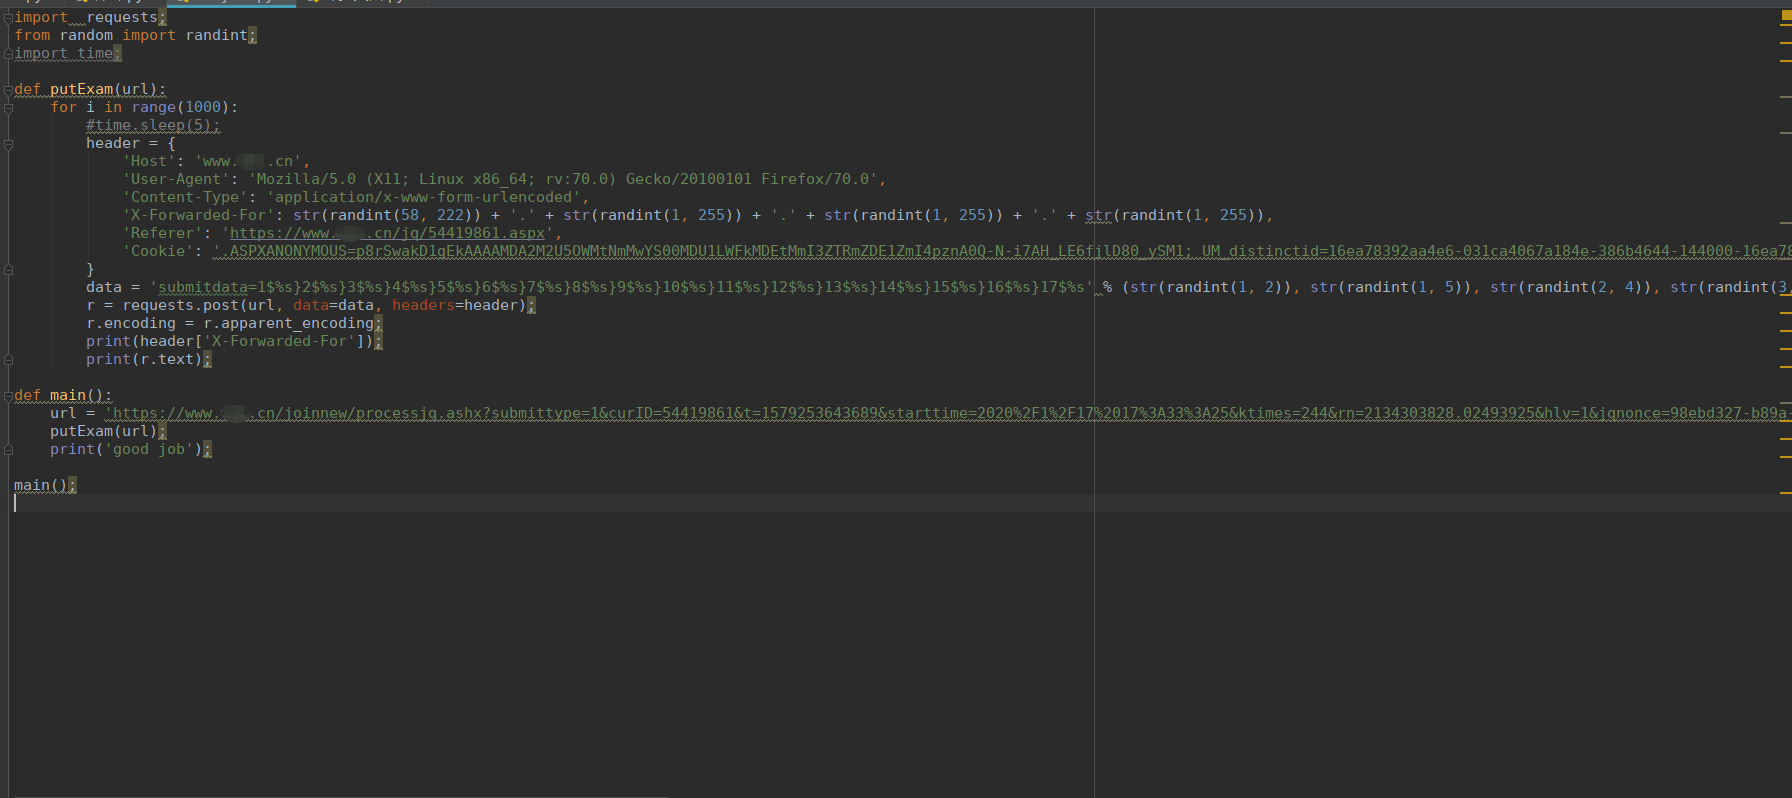 import  requests;
from random import randint;
import time;
def putExam(url):
    for i in range(1000):
        #time.sleep(5);
        header = {
            'Host': 'www. .cn',
            'User-Agent': 'Mozilla/5.0 (X11; Linux x86_64; rv:70.0) Gecko/20100101 Firefox/70.0',
            'Content-Type': 'application/x-www-form-urlencoded',
            'X-Forwarded-For': str(randint(58, 222)) + '.' + str(randint(1, 255)) + '.' + str(randint(1, 255)) + '.' + str(randint(1, 255)),
            'Referer': 'https://www. .cn/jq/54419861.aspx',
            'Cookie': '.ASPXANONYMOUS=p8rSwakD1gEkAAAAMDA2M2U5OWMtNmMwYS00MDU1LWFkMDEtMmI3ZTRmZDE1ZmI4pznA0Q-N-i7AH_LE6fjlD80_ySM1; UM_distinctid=16ea78392aa4e6-031ca4067a184e-386b4644-144000-16ea78
        }
        data = 'submitdata=1$%s}2$%s}3$%s}4$%s}5$%s}6$%s}7$%s}8$%s}9$%s}10$%s}11$%s}12$%s}13$%s}14$%s}15$%s}16$%s}17$%s' % (str(randint(1, 2)), str(randint(1, 5)), str(randint(2, 4)), str(randint(3,
        r = requests.post(url, data=data, headers=header);
        r.encoding = r.apparent_encoding;
        print(header['X-Forwarded-For']);
        print(r.text);
def main():
    url = 'https://www. .cn/joinnew/processjq.ashx?submittype=1&curID=54419861&t=1579253643689&starttime=2020%2F1%2F17%2017%3A33%3A25&ktimes=244&rn=2134303828.02493925&hlv=1&jqnonce=98ebd327-b89a-
    putExam(url);
    print('good job');
main();